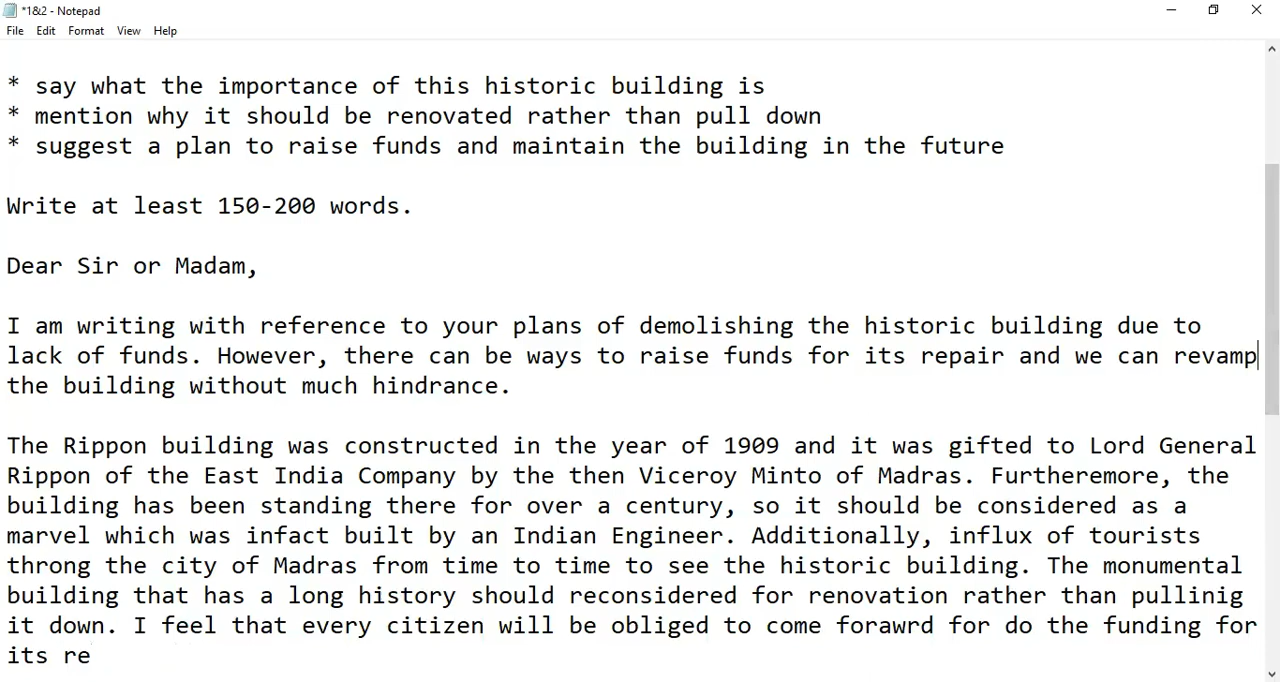 *1&2 - Notepad
File Edit Format View Help
* say what the importance of this historic building is
* mention why it should be renovated rather than pull down
* suggest a plan to raise funds and maintain the building in the future
Write at least 150-200 words.
Dear Sir or Madam,
I am writing with reference to your plans of demolishing the historic building due to
lack of funds. However, there can be ways to raise funds for its repair and we can revamp
the building without much hindrance.
The Rippon building was constructed in the year of 1909 and it was gifted to Lord General
Rippon of the East India Company by the then Viceroy Minto of Madras. Furtheremore, the
building has been standing there for over a century, so it should be considered as a
marvel which was infact built by an Indian Engineer. Additionally, influx of tourists
throng the city of Madras from time to time to see the historic building. The monumental
building that has a long history should reconsidered for renovation rather than pullinig
it down. I feel that every citizen will be obliged to come forawrd for do the funding for
its re